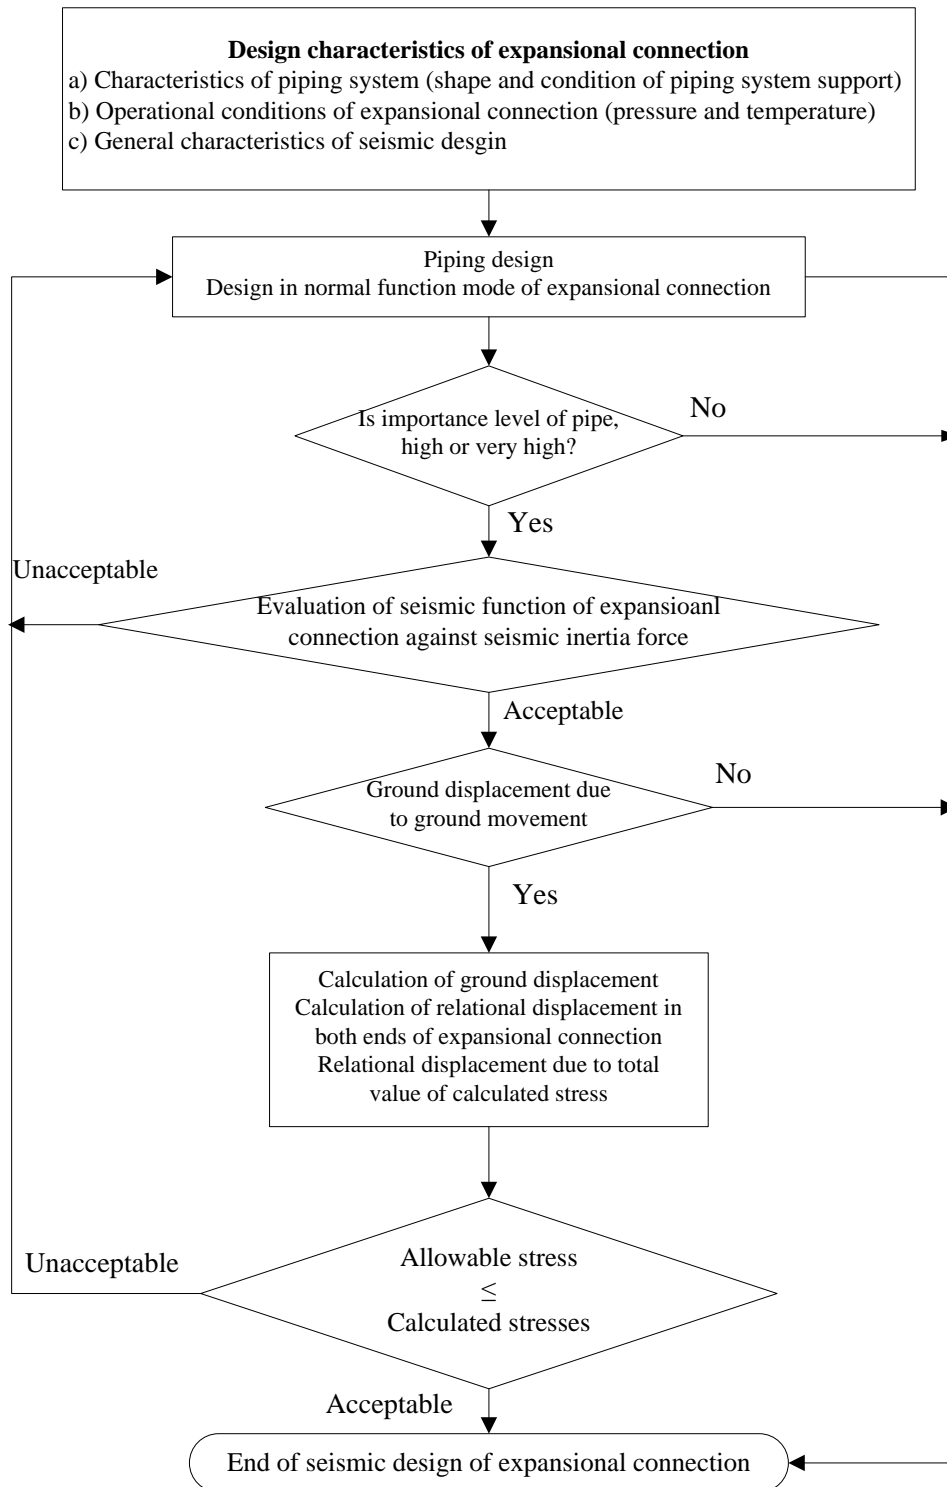 Design characteristics of expansional connection
a) Characteristics of piping system (shape and condition of piping system support)
b) Operational conditions of expansional connection (pressure and temperature)
c) General characteristics of seismic desgin
Piping design
Design in normal function mode of expansional connection
Is importance level of pipe,
high or very high?
No
Yes
Unacceptable
Evaluation of seismic function of expansioanl
connection against seismic inertia force
Acceptable
Ground displacement due
to ground movement
No
Yes
Calculation of ground displacement
Calculation of relational displacement in
both ends of expansional connection
Relational displacement due to total
value of calculated stress
Unacceptable
Allowable stress
≤
Calculated stresses
Acceptable
End of seismic design of expansional connection